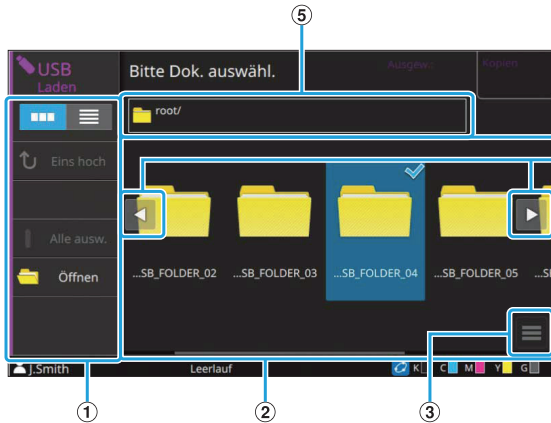 5
USB
Laden
Bitte Dok. auswähl.
Ausgew.:
Kopien
root/
Eins hoch
Alle ausw.
Öffnen
...SB_FOLDER_02
...SB_FOLDER_03
...SB_FOLDER_04
...SB_FOLDER_05
...S
J.Smith
Leerlauf
K C M Y G
1
2
3